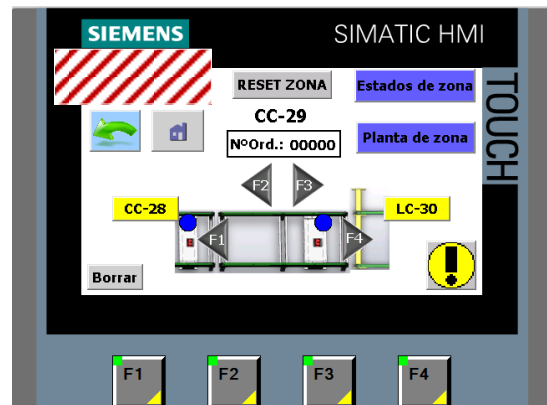 SIEMENS
SIMATIC HMI
TOUCH
RESET ZONA
Estados de zona
CC-29
NºOrd.: 00000
Planta de zona
F2
F3
CC-28
LC-30
F1
F4
Borrar
F1
F2
F3
F4